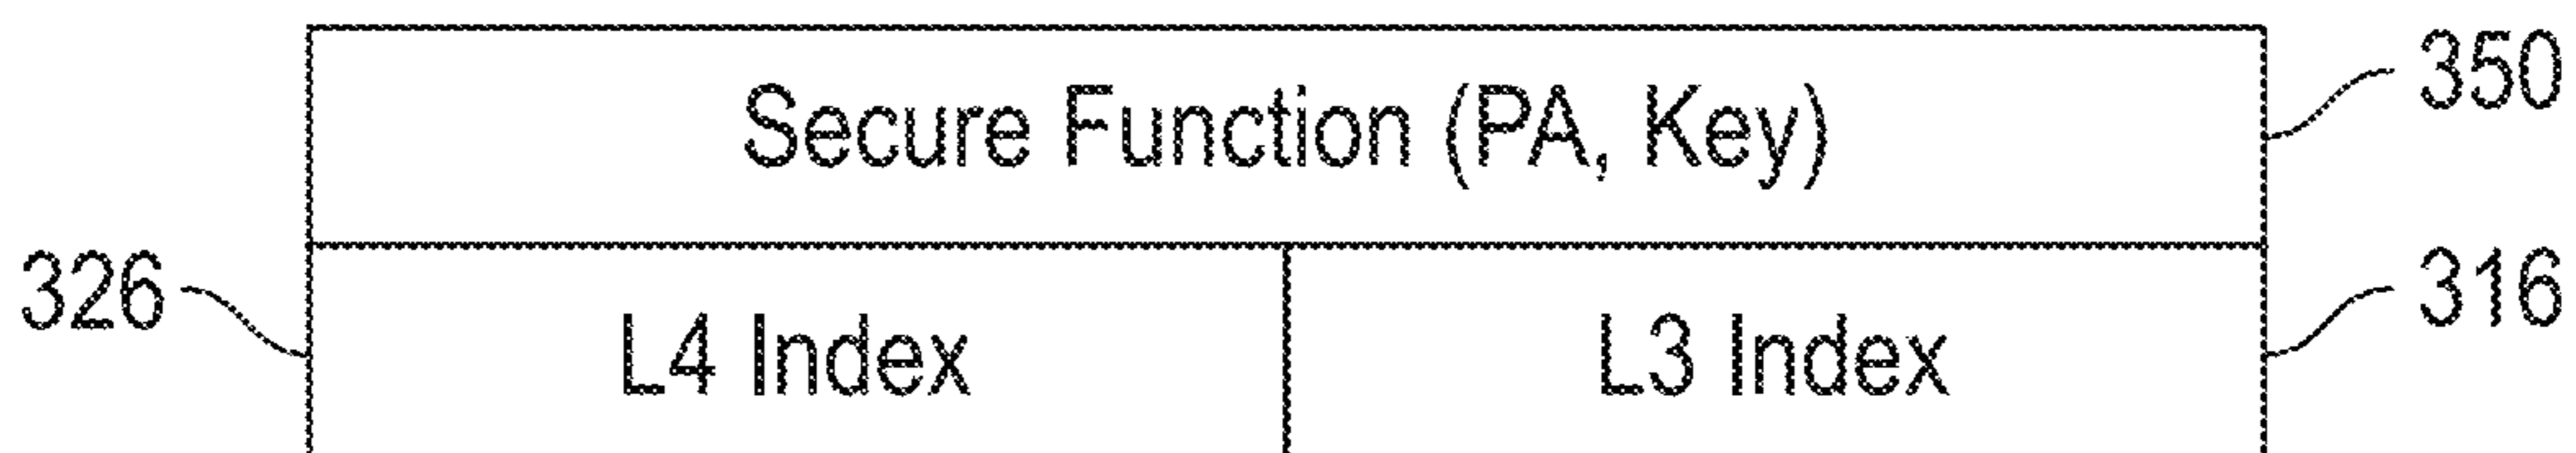 Secure Function (PA, Key) 350
326 L4 Index L3 Index 316